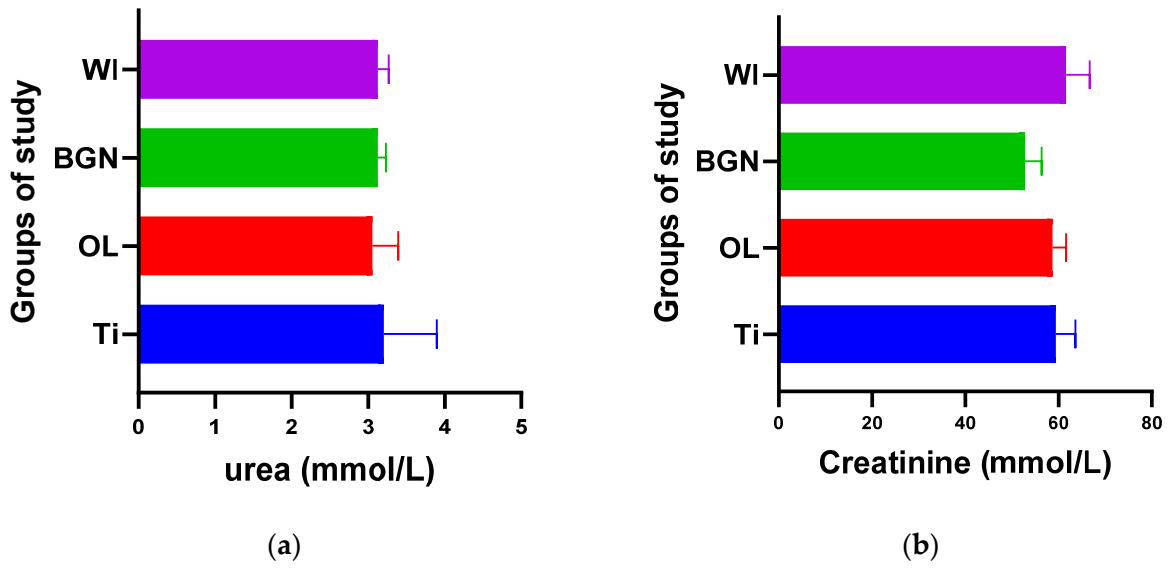 Groups of study
WI
BGN
OL
Ti
0 1 2 3 4 5
urea (mmol/L)
(a)
Groups of study
WI
BGN
OL
Ti
0 20 40 60 80
Creatinine (mmol/L)
(b)